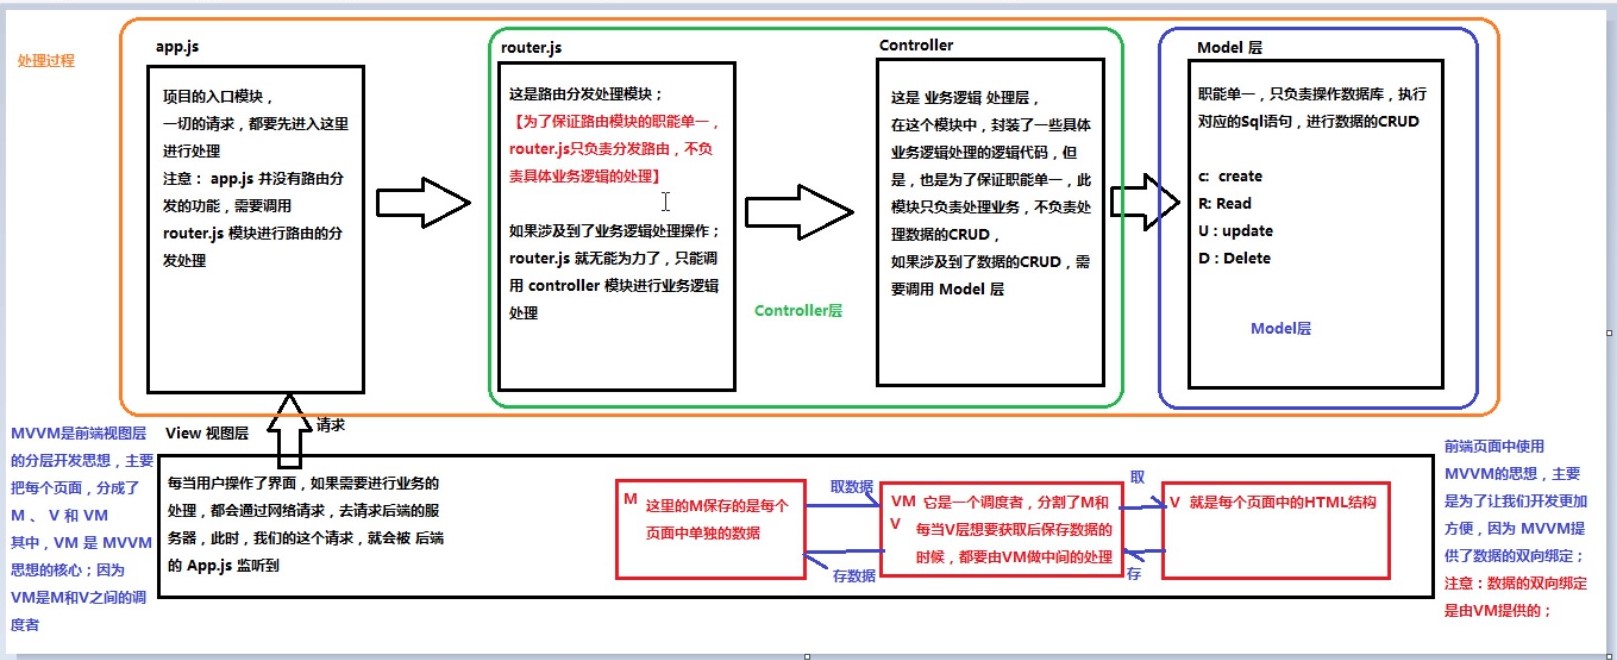 处理过程
app.js
项目的入口模块，
一切的请求，都要先进入这里
进行处理
注意： app.js 并没有路由分
发的功能，需要调用
router.js 模块进行路由的分
发处理
router.js
这是路由分发处理模块；
【为了保证路由模块的职能单一，
router.js只负责分发路由，不负
责具体业务逻辑的处理】
如果涉及到了业务逻辑处理操作；
router.js 就无能为力了，只能调
用 controller 模块进行业务逻辑
处理
Controller层
Controller
这是 业务逻辑 处理层，
在这个模块中，封装了一些具体
业务逻辑处理的逻辑代码，但
是，也是为了保证职能单一，此
模块只负责处理业务，不负责处
理数据的CRUD，
如果涉及到了数据的CRUD，需
要调用 Model 层
Model 层
职能单一，只负责操作数据库，执行
对应的Sql语句，进行数据的CRUD
c: create
R: Read
U : update
D : Delete
Model层
MVVM是前端视图层
的分层开发思想，主要
把每个页面，分成了
M 、 V 和 VM
其中，VM 是 MVVM
思想的核心；因为
VM是M和V之间的调
度者
View 视图层
请求
每当用户操作了界面，如果需要进行业务的
处理，都会通过网络请求，去请求后端的服
务器，此时，我们的这个请求，就会被 后端
的 App.js 监听到
M 这里的M保存的是每个
页面中单独的数据
取数据
存数据
VM 它是一个调度者，分割了M和
V 每当V层想要获取后保存数据的
时候，都要由VM做中间的处理
取
存
V 就是每个页面中的HTML结构
前端页面中使用
MVVM的思想，主要
是为了让我们开发更加
方便，因为 MVVM提
供了数据的双向绑定；
注意：数据的双向绑定
是由VM提供的；